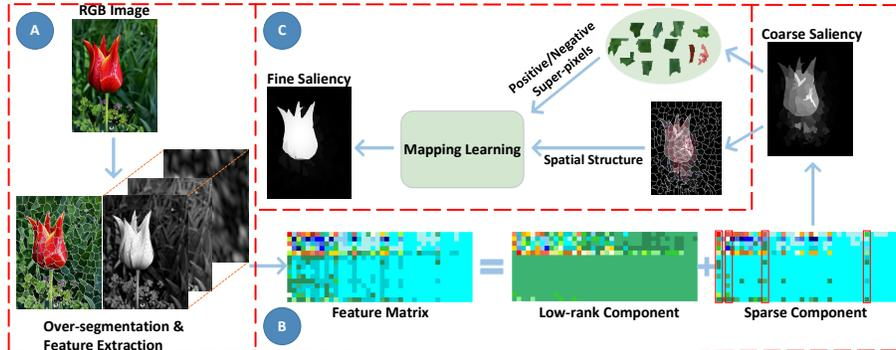 RGB Image
A
C
Coarse Saliency
Positive/Negative
Super-pixels
Fine Saliency
Mapping Learning
Spatial Structure
Feature Matrix
=
Low-rank Component
+
Sparse Component
B
Over-segmentation &
Feature Extraction